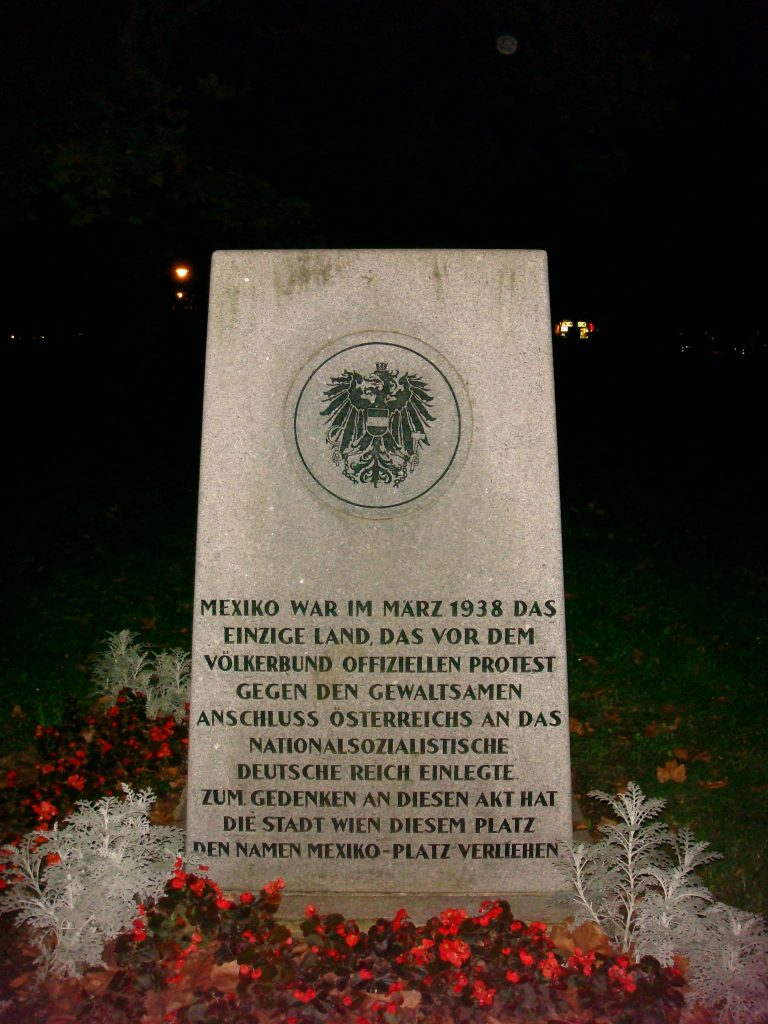 MEXIKO WAR IM MÄRZ 1938 DAS
EINZIGE LAND, DAS VOR DEM
VÖLKERBUND OFFIZIELLEN PROTEST
GEGEN DEN GEWALTSAMEN
ANSCHLUSS ÖSTERREICHS AN DAS
NATIONALSOZIALISTISCHE
DEUTSCHE REICH EINLEGTE.
ZUM GEDENKEN AN DIESEN AKT HAT
DIE STADT WIEN DIESEM PLATZ
DEN NAMEN MEXIKO-PLATZ VERLIEHEN